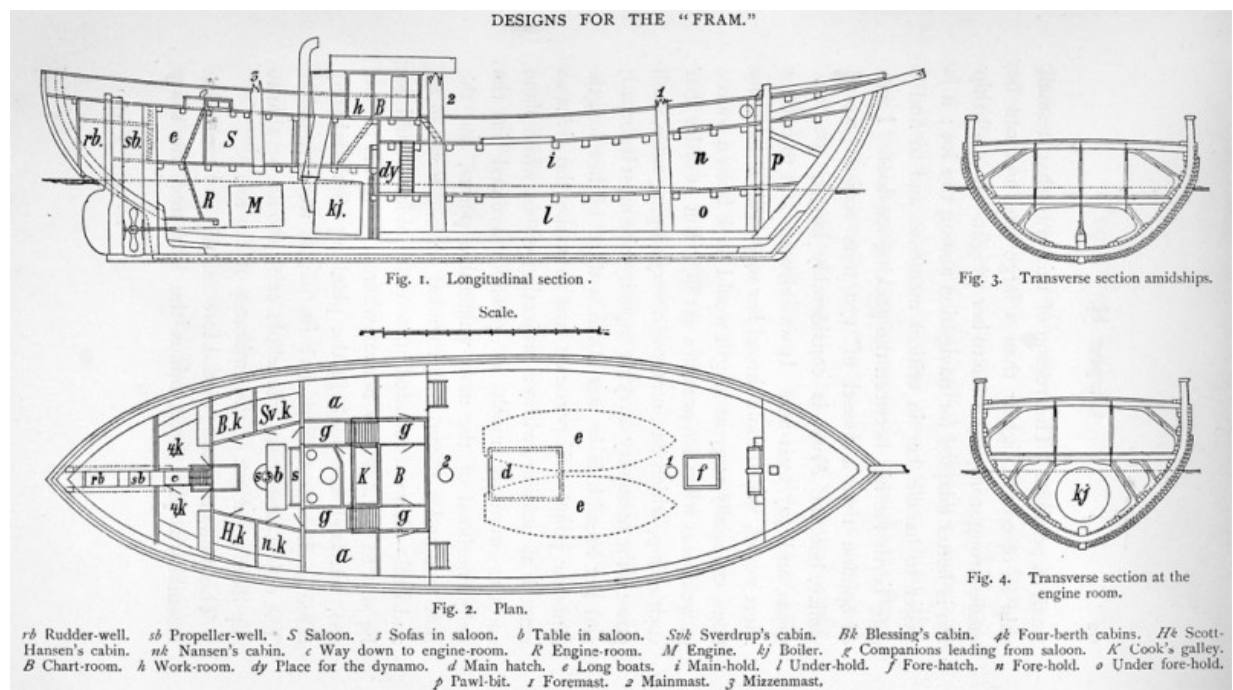 DESIGNS FOR THE “FRAM.”
3
h B
2
1
rb. sb. e S
dy
i
n
p
R M
kj.
l
o
Fig. 1. Longitudinal section.
Fig. 3. Transverse section amidships.
Scale.
B.k Sv.k
a
4k
g g
e
rb sb c
s sb s
K B
2
d
1
f
4k
H.k n.k
g g
e
a
kj
Fig. 2. Plan.
Fig. 4. Transverse section at the
engine room.
rb Rudder-well. sb Propeller-well. S Saloon. s Sofas in saloon. b Table in saloon. Svk Sverdrup's cabin. Bk Blessing's cabin. 4k Four-berth cabins. Hk Scott-
Hansen's cabin. nk Nansen's cabin. c Way down to engine-room. R Engine-room. M Engine. kj Boiler. g Companions leading from saloon. K Cook's galley.
B Chart-room. h Work-room. dy Place for the dynamo. d Main hatch. e Long boats. i Main-hold. l Under-hold. f Fore-hatch. n Fore-hold. o Under fore-hold.
p Pawl-bit. 1 Foremast. 2 Mainmast. 3 Mizzenmast.